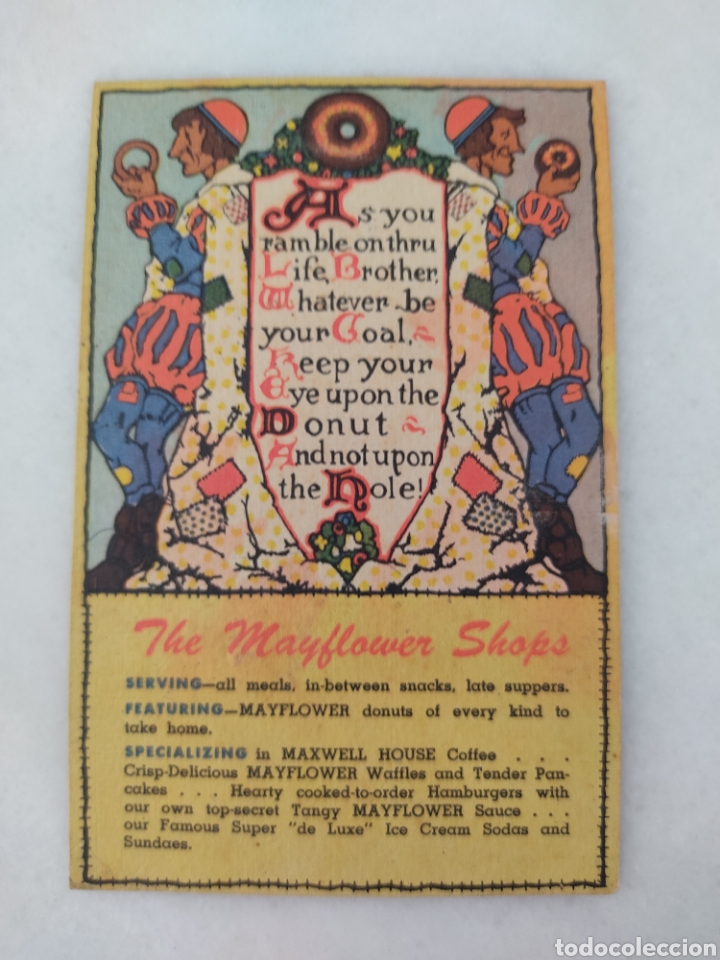 As you
ramble on thru
Life, Brother,
Whatever be
your Goal,
Keep your
Eye upon the
Donut
And not upon
the Hole!
The Mayflower Shops
SERVING—all meals, in-between snacks, late suppers.
FEATURING—MAYFLOWER donuts of every kind to
take home.
SPECIALIZING in MAXWELL HOUSE Coffee . . .
Crisp-Delicious MAYFLOWER Waffles and Tender Pan-
cakes . . . Hearty cooked-to-order Hamburgers with
our own top-secret Tangy MAYFLOWER Sauce . . .
our Famous Super "de Luxe" Ice Cream Sodas and
Sundaes.
todocoleccion